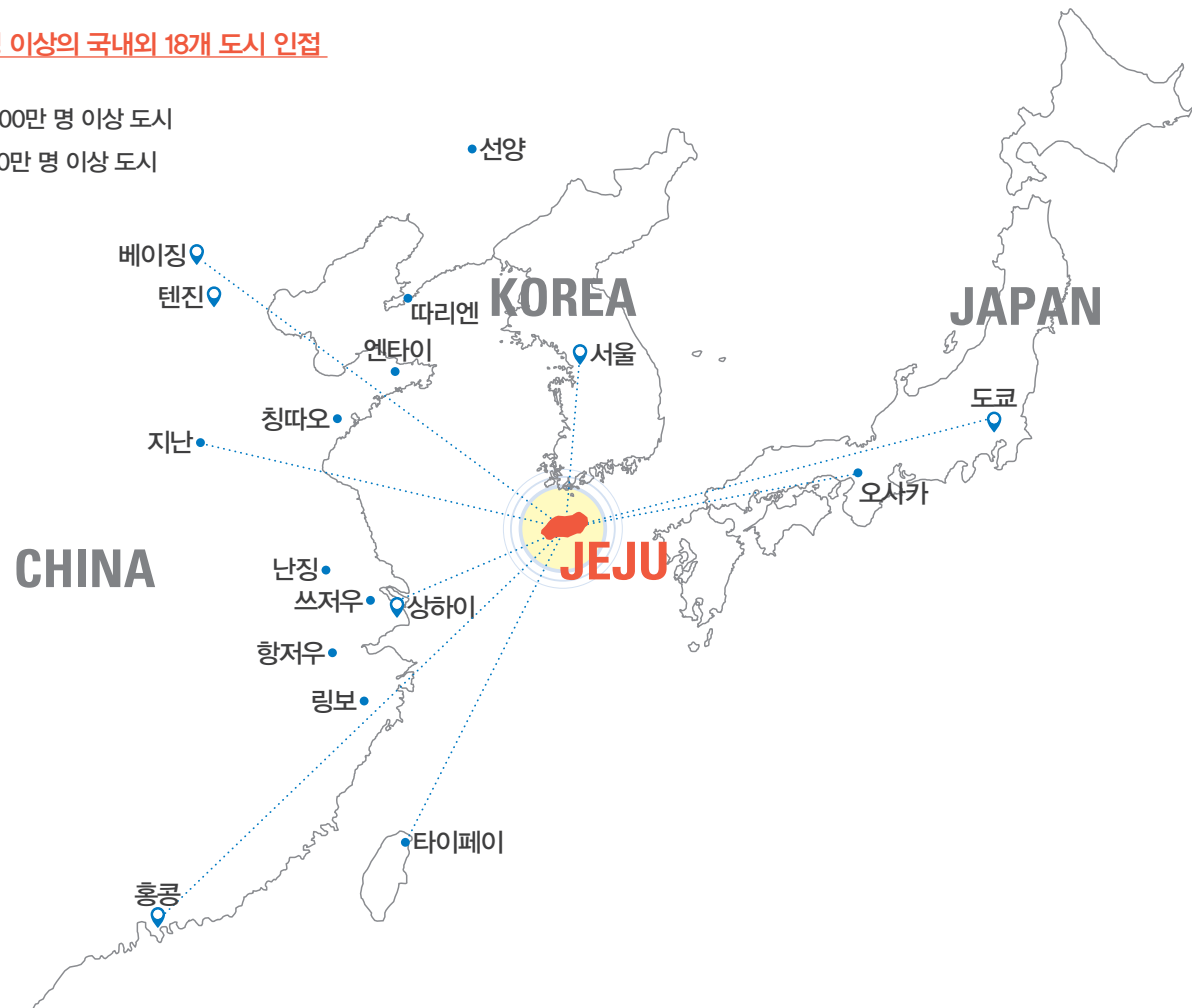 이상의 국내외 18개 도시 인접
00만 명 이상 도시
0만 명 이상 도시
선양
베이징
텐진
따리엔
KOREA
JAPAN
엔타이
서울
도쿄
칭따오
지난
오사카
CHINA
JEJU
난징
쓰저우
상하이
항저우
링보
타이페이
홍콩